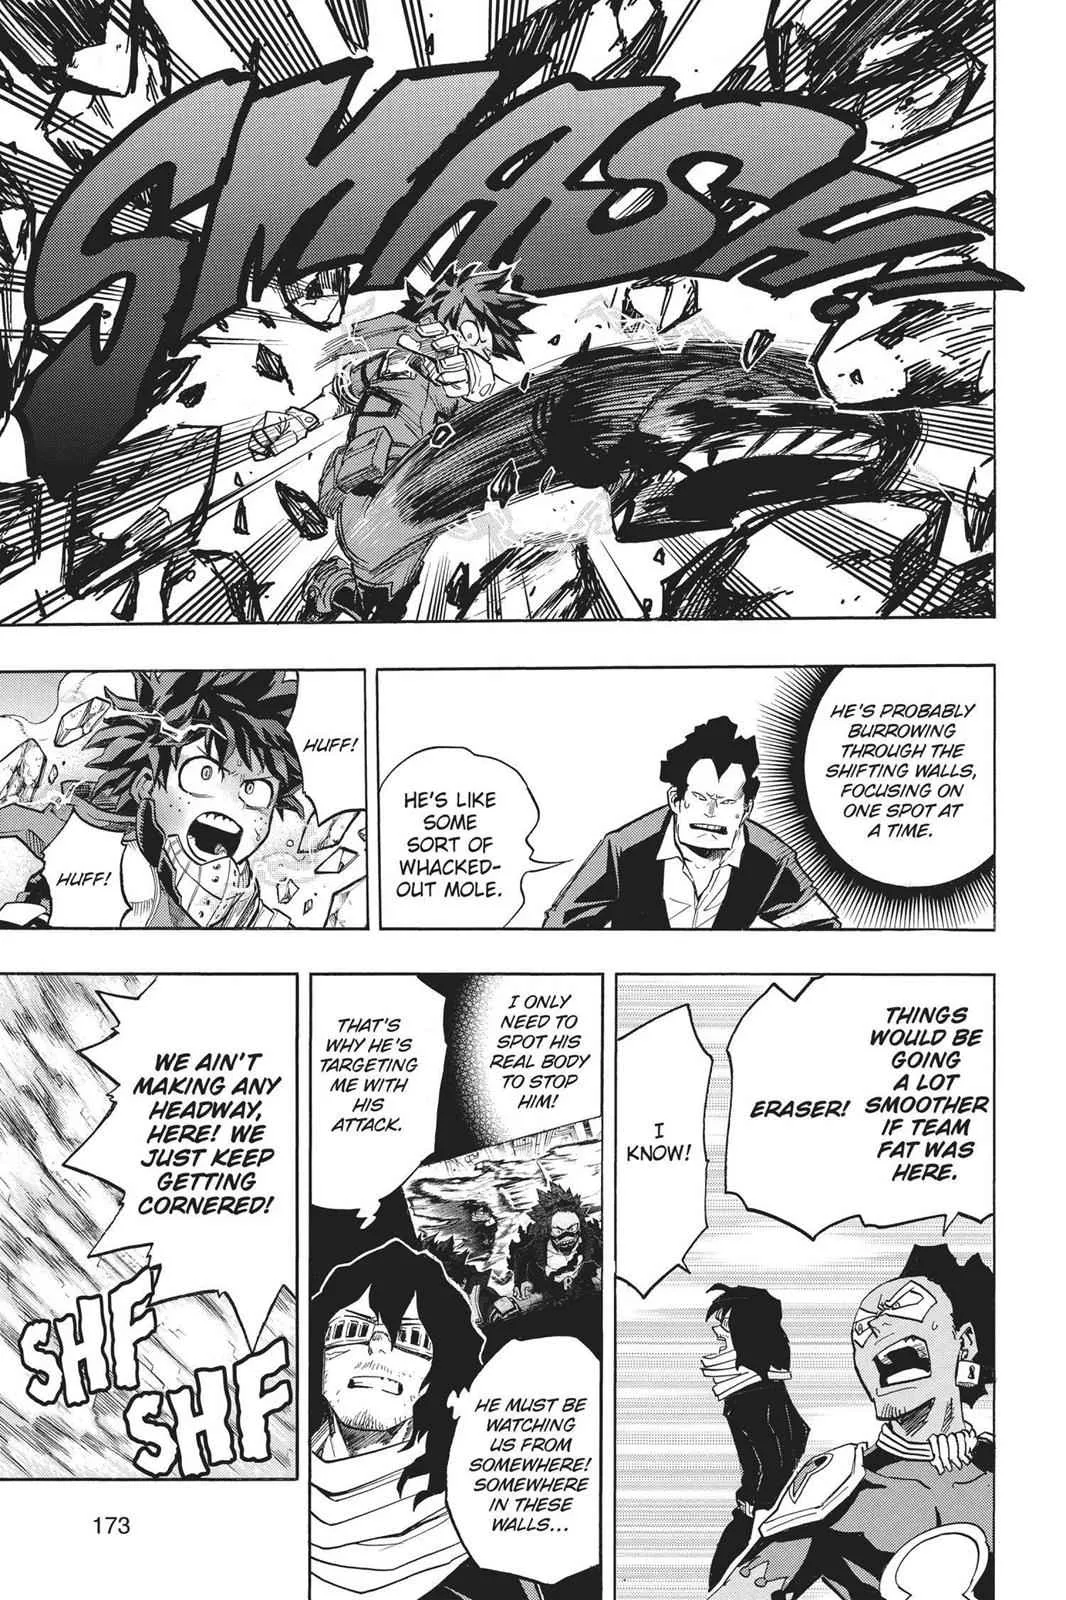 SMASH
HE'S PROBABLY
BURROWING
THROUGH THE
SHIFTING WALLS,
FOCUSING ON
ONE SPOT AT
A TIME.
HE'S LIKE
SOME
SORT OF
WHACKED-
OUT MOLE.
HUFF!
HUFF!
THINGS
WOULD BE
GOING
A LOT
SMOOTHER
IF TEAM
FAT WAS
HERE.
ERASER!
I
KNOW!
I ONLY
NEED TO
SPOT HIS
REAL BODY
TO STOP
HIM!
THAT'S
WHY HE'S
TARGETING
ME WITH
HIS
ATTACK.
HE MUST BE
WATCHING
US FROM
SOMEWHERE!
SOMEWHERE
IN THESE
WALLS...
WE AIN'T
MAKING ANY
HEADWAY,
HERE! WE
JUST KEEP
GETTING
CORNERED!
SHF
SHF
173